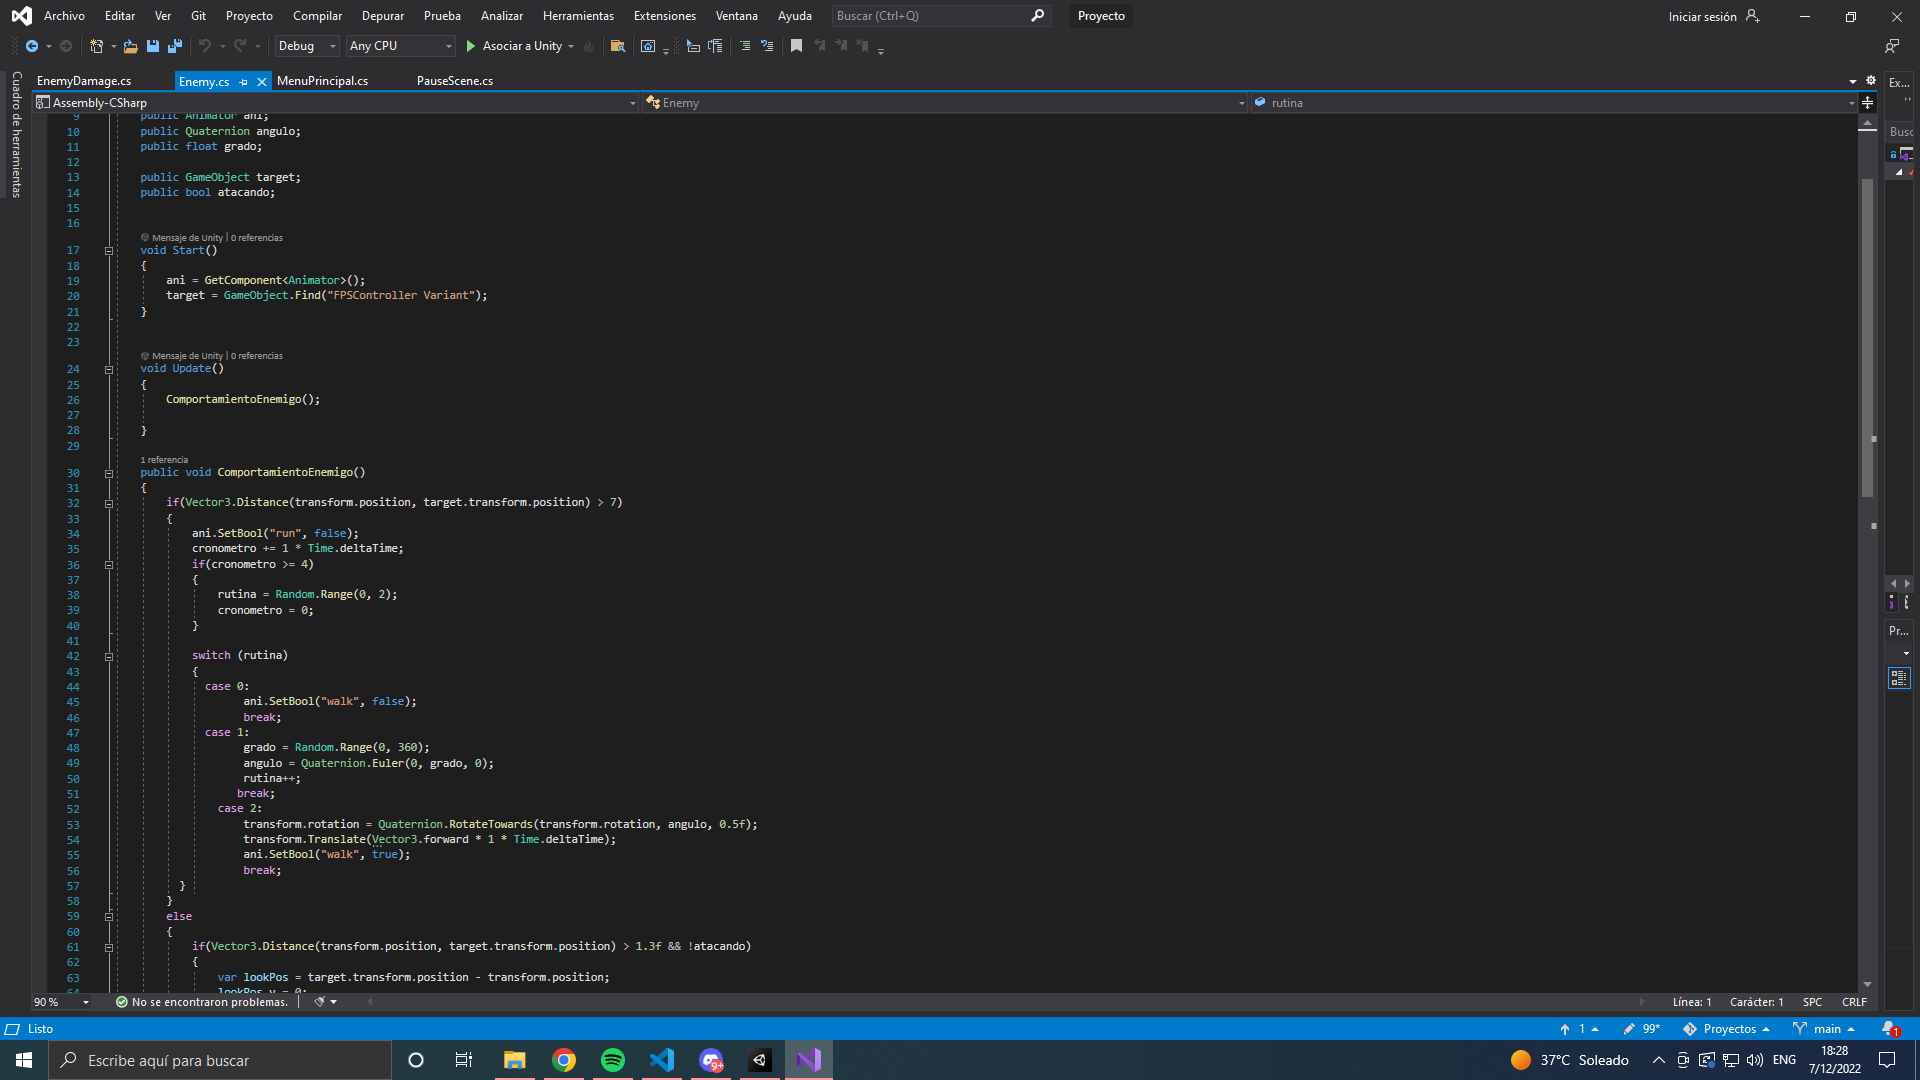 Archivo Editar Ver Git Proyecto Compilar Depurar Prueba Analizar Herramientas Extensiones Ventana Ayuda Buscar (Ctrl+Q) Proyecto Iniciar sesión
Debug Any CPU Asociar a Unity
Cuadro de herramientas
EnemyDamage.cs Enemy.cs MenuPrincipal.cs PauseScene.cs Ex...
Assembly-CSharp Enemy rutina
9 public Animator ani;
10 public Quaternion angulo; Busc
11 public float grado;
12
13 public GameObject target;
14 public bool atacando;
15
16
Mensaje de Unity | 0 referencias
17 void Start()
18 {
19 ani = GetComponent<Animator>();
20 target = GameObject.Find("FPSController Variant");
21 }
22
23
Mensaje de Unity | 0 referencias
24 void Update()
25 {
26 ComportamientoEnemigo();
27
28 }
29
1 referencia
30 public void ComportamientoEnemigo()
31 {
32 if(Vector3.Distance(transform.position, target.transform.position) > 7)
33 {
34 ani.SetBool("run", false);
35 cronometro += 1 * Time.deltaTime;
36 if(cronometro >= 4)
37 {
38 rutina = Random.Range(0, 2);
39 cronometro = 0;
40 }
41 Pr...
42 switch (rutina)
43 {
44 case 0:
45 ani.SetBool("walk", false);
46 break;
47 case 1:
48 grado = Random.Range(0, 360);
49 angulo = Quaternion.Euler(0, grado, 0);
50 rutina++;
51 break;
52 case 2:
53 transform.rotation = Quaternion.RotateTowards(transform.rotation, angulo, 0.5f);
54 transform.Translate(Vector3.forward * 1 * Time.deltaTime);
55 ani.SetBool("walk", true);
56 break;
57 }
58 }
59 else
60 {
61 if(Vector3.Distance(transform.position, target.transform.position) > 1.3f && !atacando)
62 {
63 var lookPos = target.transform.position - transform.position;
64 lookPos.y = 0;
90 % No se encontraron problemas. Línea: 1 Carácter: 1 SPC CRLF
Listo 1 99* Proyectos main 1
Escribe aquí para buscar 9+ 37°C Soleado ENG 18:28
7/12/2022